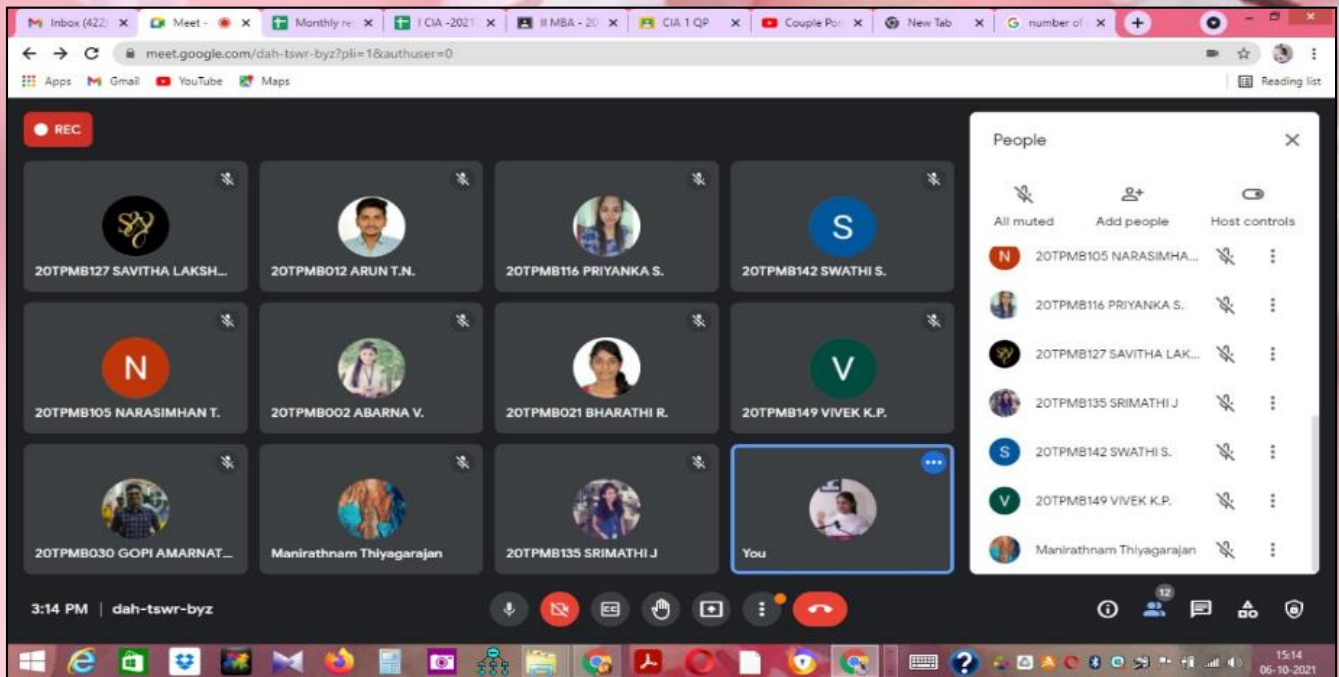 Inbox (422)
Meet -
Monthly re
I CIA -2021
II MBA - 20
CIA 1 QP
Couple Por
New Tab
number of
meet.google.com/dah-tswr-byz?pli=1&authuser=0
Apps
Gmail
YouTube
Maps
Reading list
REC
20TPMB127 SAVITHA LAKSH...
20TPMB012 ARUN T.N.
20TPMB116 PRIYANKA S.
S
20TPMB142 SWATHI S.
N
20TPMB105 NARASIMHAN T.
20TPMB002 ABARNA V.
20TPMB021 BHARATHI R.
V
20TPMB149 VIVEK K.P.
20TPMB030 GOPI AMARNAT...
Manirathnam Thiyagarajan
20TPMB135 SRIMATHI J
You
People
All muted
Add people
Host controls
N 20TPMB105 NARASIMHA...
20TPMB116 PRIYANKA S.
20TPMB127 SAVITHA LAK...
20TPMB135 SRIMATHI J
S 20TPMB142 SWATHI S.
V 20TPMB149 VIVEK K.P.
Manirathnam Thiyagarajan
3:14 PM | dah-tswr-byz
12
15:14
06-10-2021